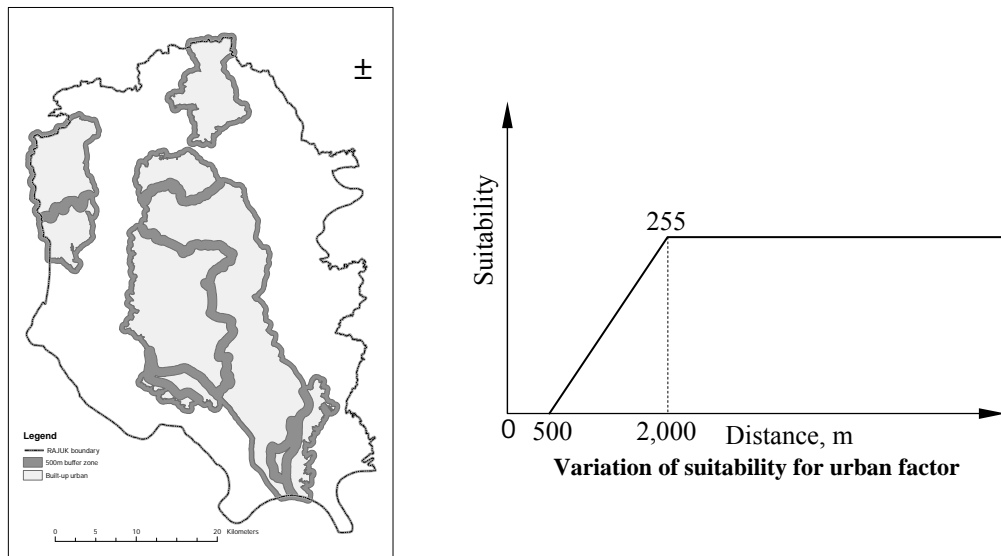 ±
Legend
RAJUK boundary
500m buffer zone
Built-up urban
0 5 10 20 Kilometers
Suitability
255
0 500 2,000 Distance, m
Variation of suitability for urban factor